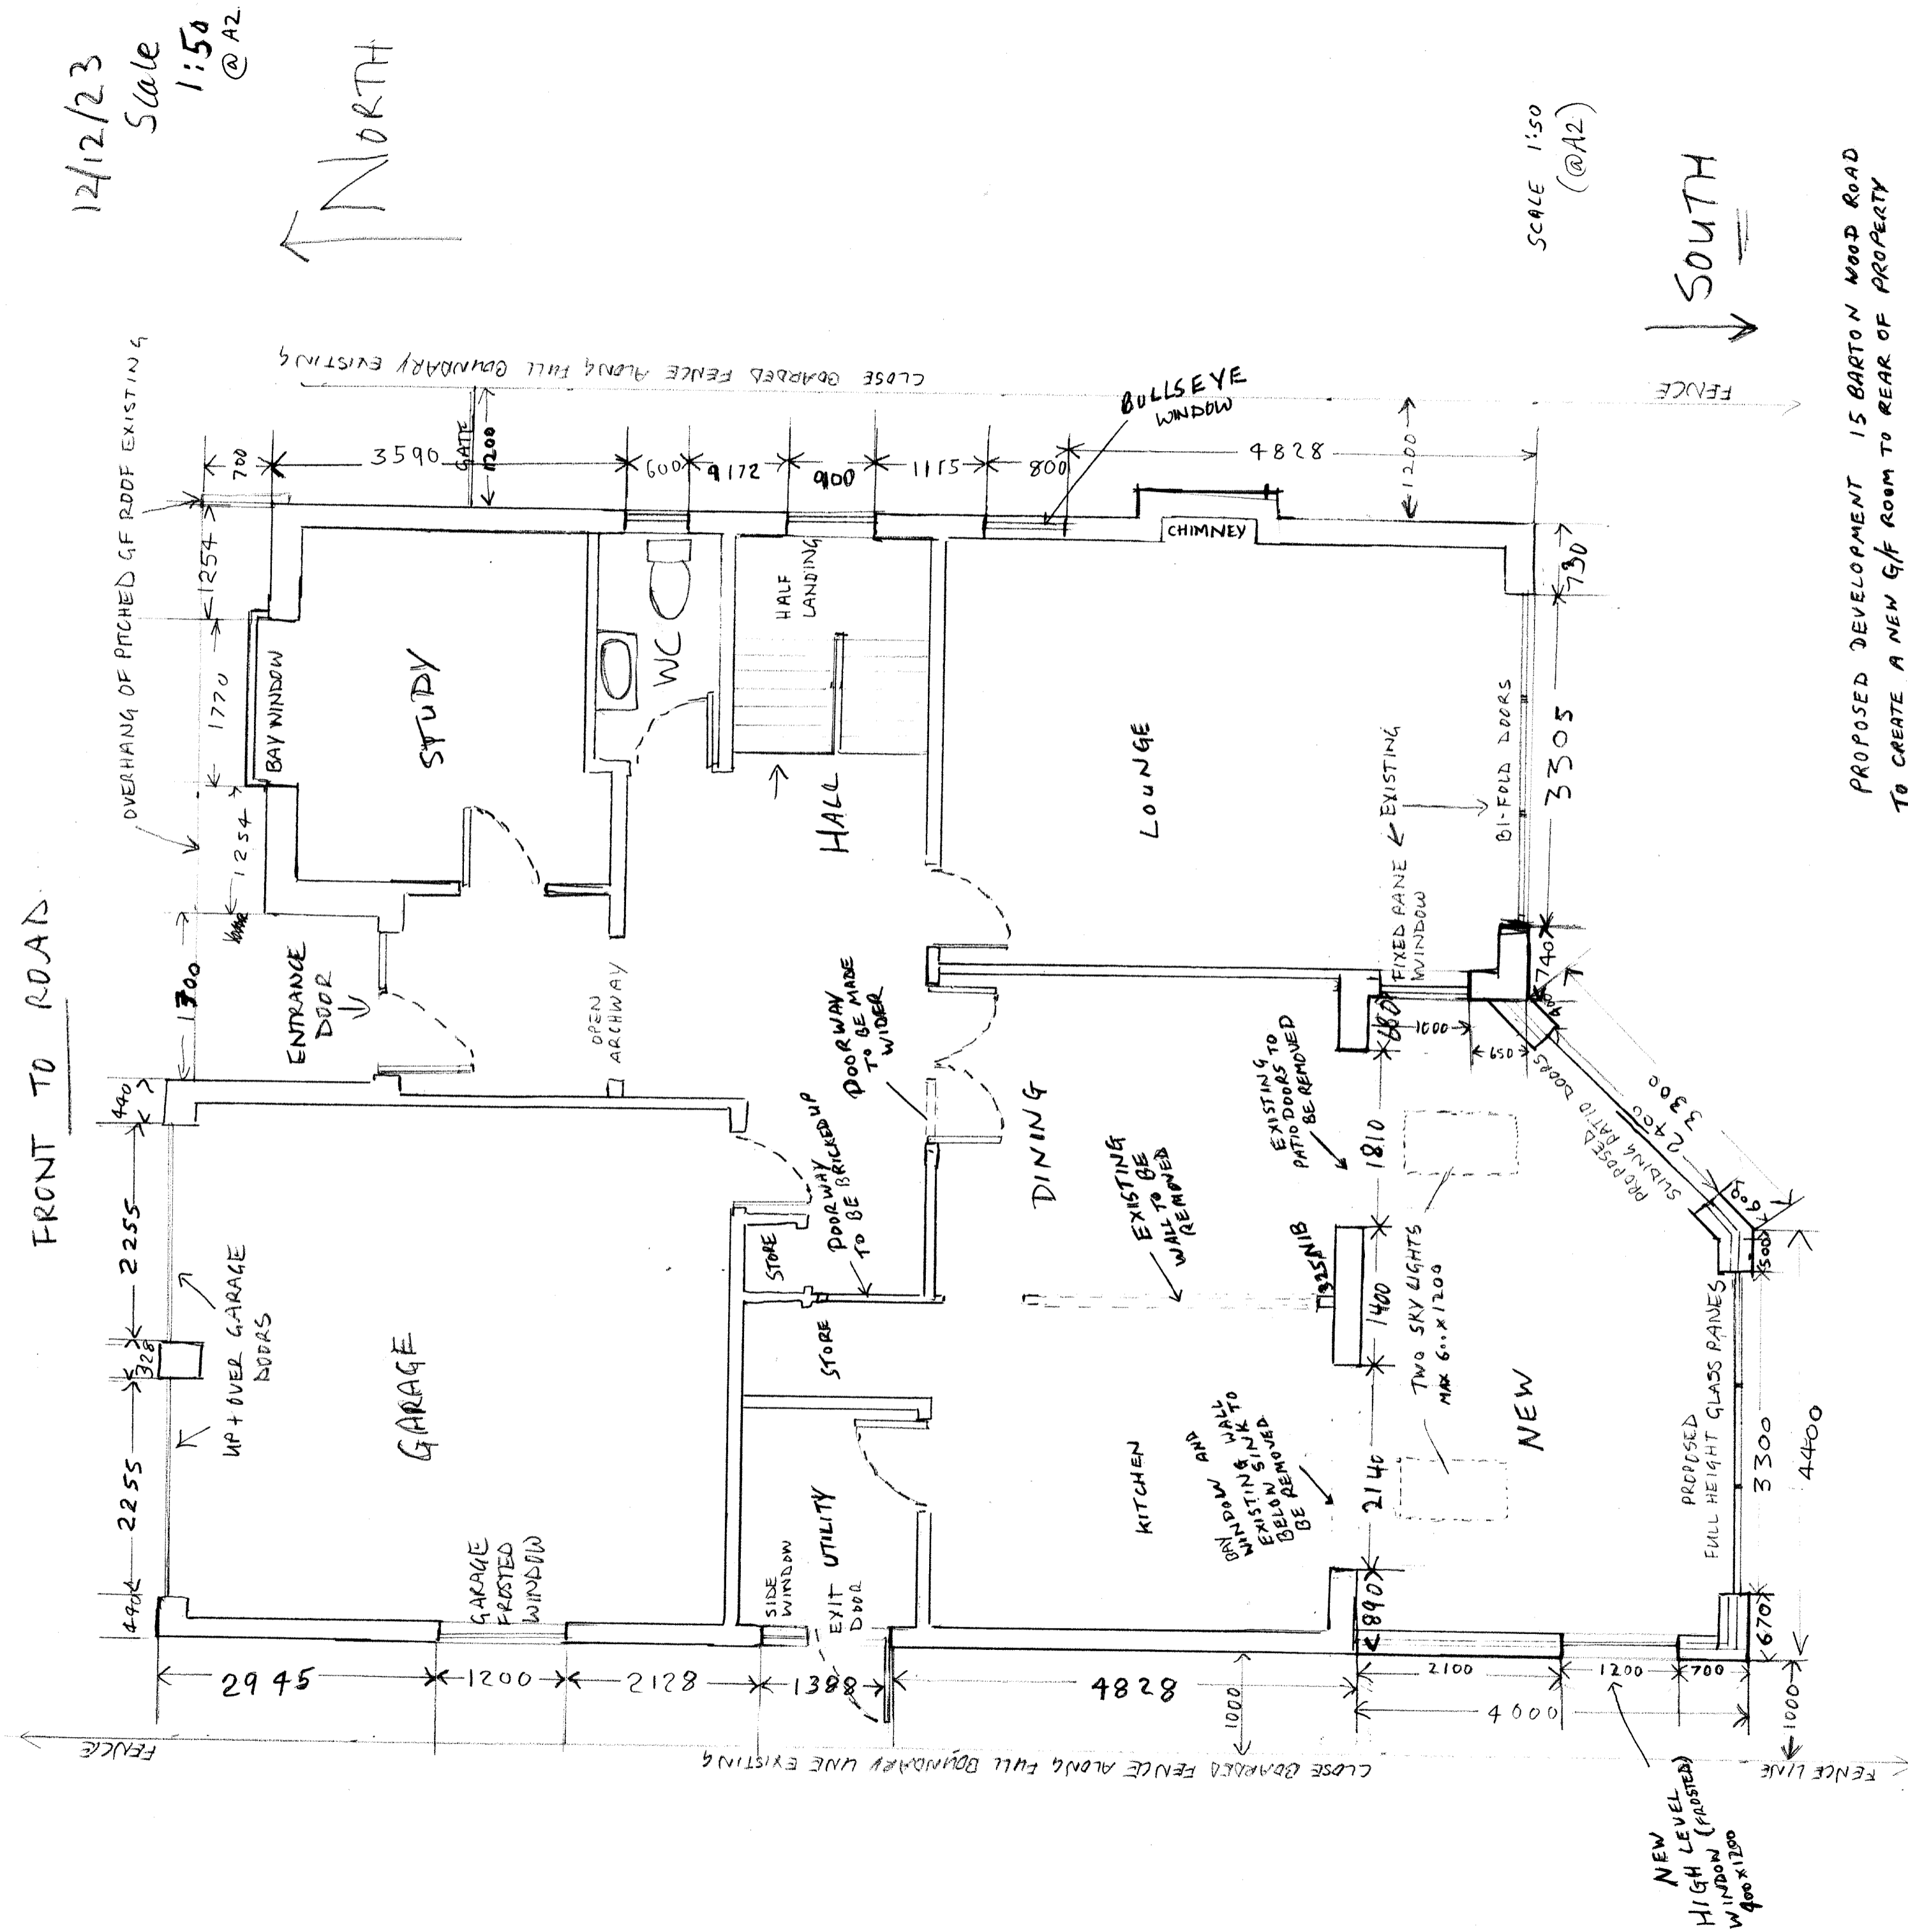 12/12/23
Scale
1:50
@ A2
NORTH
FRONT TO ROAD
OVERHANG OF PITCHED GF ROOF EXISTING
CLOSE BOARDED FENCE ALONG FULL BOUNDARY EXISTING
FENCE
GATE
1200
700
3590
600
9172
900
1115
800
4828
1200
BULLSEYE
WINDOW
1254
1770
1254
1700
440
2255
328
2255
440
BAY WINDOW
STUDY
WC
HALF
LANDING
CHIMNEY
HALL
LOUNGE
ENTRANCE
DOOR
OPEN
ARCHWAY
UP + OVER GARAGE
DOORS
GARAGE
GARAGE
FROSTED
WINDOW
STORE
STORE
DOORWAY
TO BE BRICKED UP
DOORWAY
TO BE MADE
WIDER
DINING
EXISTING
WALL TO BE
REMOVED
EXISTING
PATIO DOORS TO
BE REMOVED
325 NIB
FIXED PANE
WINDOW
EXISTING
BI-FOLD DOORS
730
3305
740
680
1000
650
1810
1400
2140
890
TWO SKY LIGHTS
MAX 600 X 1200
PROPOSED
SLIDING PATIO DOORS
2400
3300
600
500
KITCHEN
BAY WINDOW AND
EXISTING WALL
BELOW SINK TO
BE REMOVED
NEW
PROPOSED
FULL HEIGHT GLASS PANES
3300
4400
670
SIDE
WINDOW
EXIT
DOOR
UTILITY
2945
1200
2128
1380
4828
1000
2100
1200
700
4000
1000
FENCE
CLOSE BOARDED FENCE ALONG FULL BOUNDARY LINE EXISTING
FENCE LINE
NEW
HIGH LEVEL
WINDOW (FROSTED)
400 X 1200
SCALE 1:50
(@A2)
SOUTH
PROPOSED DEVELOPMENT 15 BARTON WOOD ROAD
TO CREATE A NEW G/F ROOM TO REAR OF PROPERTY